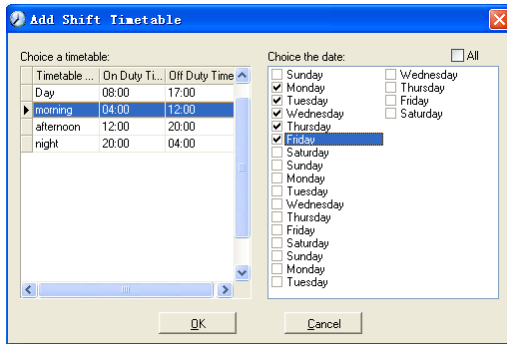 Add Shift Timetable
Choice a timetable:
Timetable ... On Duty Ti... Off Duty Time
Day 08:00 17:00
morning 04:00 12:00
afternoon 12:00 20:00
night 20:00 04:00
Choice the date:
All
Sunday
Monday
Tuesday
Wednesday
Thursday
Friday
Saturday
Sunday
Monday
Tuesday
Wednesday
Thursday
Friday
Saturday
Sunday
Monday
Tuesday
Wednesday
Thursday
Friday
Saturday
OK
Cancel